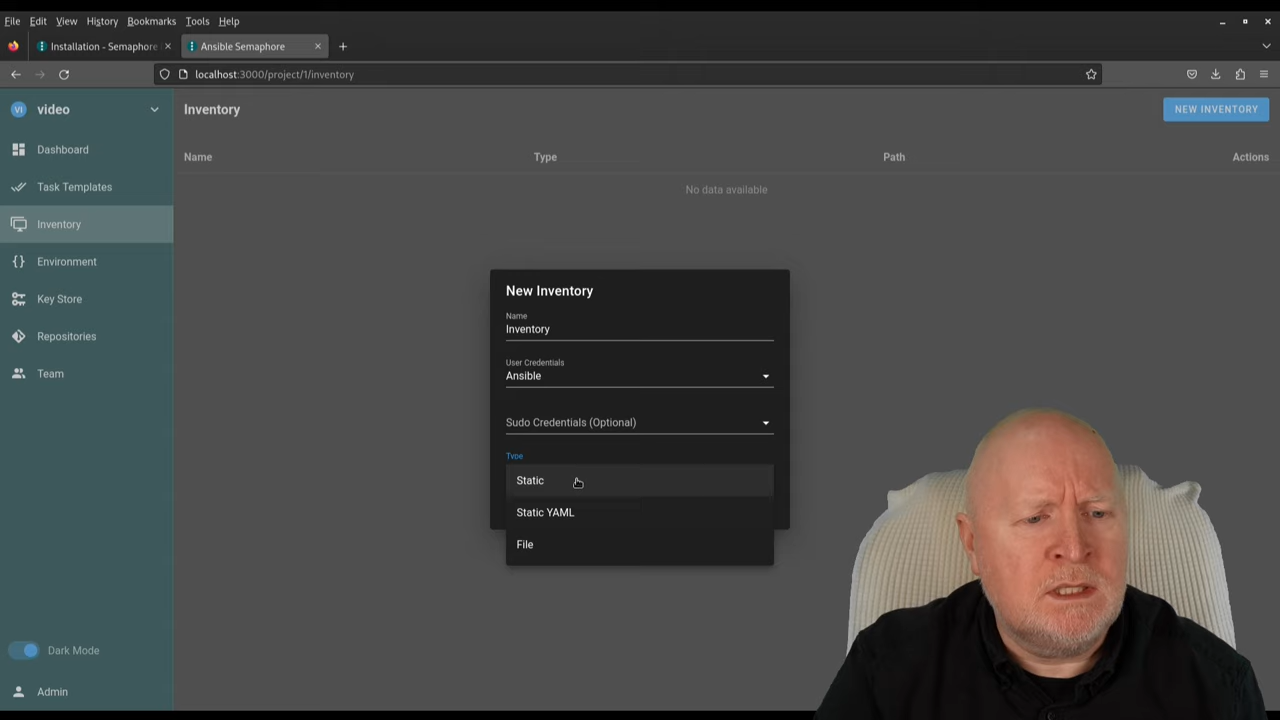 File Edit View History Bookmarks Tools Help
Installation - Semaphore
Ansible Semaphore
localhost:3000/project/1/inventory
VI video
Inventory
NEW INVENTORY
Dashboard
Task Templates
Inventory
Environment
Key Store
Repositories
Team
Dark Mode
Admin
Name Type Path Actions
No data available
New Inventory
Name
Inventory
User Credentials
Ansible
Sudo Credentials (Optional)
Type
Static
Static YAML
File